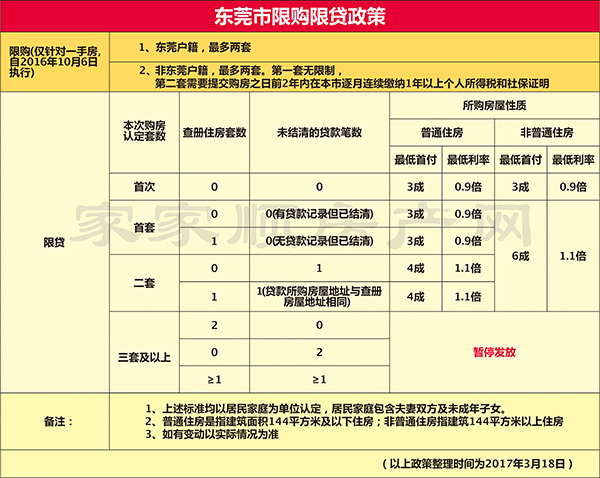 东莞市限购限贷政策
限购(仅针对一手房,
自2016年10月6日
执行)
1、东莞户籍，最多两套
2、非东莞户籍，最多两套。第一套无限制，
第二套需要提交购房之日前2年内在本市逐月连续缴纳1年以上个人所得税和社保证明
限贷
本次购房
认定套数
查册住房套数
未结清的贷款笔数
所购房屋性质
普通住房
非普通住房
最低首付
最低利率
最低首付
最低利率
首次
0
0
3成
0.9倍
3成
0.9倍
首套
0
0(有贷款记录但已结清)
3成
0.9倍
1
0(无贷款记录但已结清)
3成
0.9倍
6成
1.1倍
二套
0
1
4成
1.1倍
1
1(贷款所购房屋地址与查册
房屋地址相同)
4成
1.1倍
三套及以上
2
0
0
2
≥1
≥1
暂停发放
家家顺房产网
备注：
1、上述标准均以居民家庭为单位认定，居民家庭包含夫妻双方及未成年子女。
2、普通住房是指建筑面积144平方米及以下住房；非普通住房指建筑144平方米以上住房
3、如有变动以实际情况为准
（以上政策整理时间为2017年3月18日）